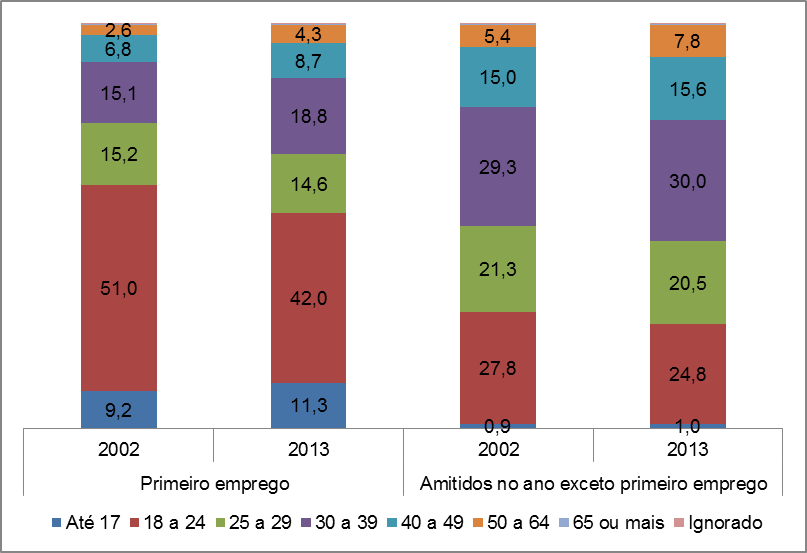 2,6 4,3 5,4 7,8
6,8 8,7 15,0 15,6
15,1 18,8 29,3 30,0
15,2 14,6 21,3 20,5
51,0 42,0 27,8 24,8
9,2 11,3 0,9 1,0
2002 2013 2002 2013
Primeiro emprego Amitidos no ano exceto primeiro emprego
Até 17 18 a 24 25 a 29 30 a 39 40 a 49 50 a 64 65 ou mais Ignorado